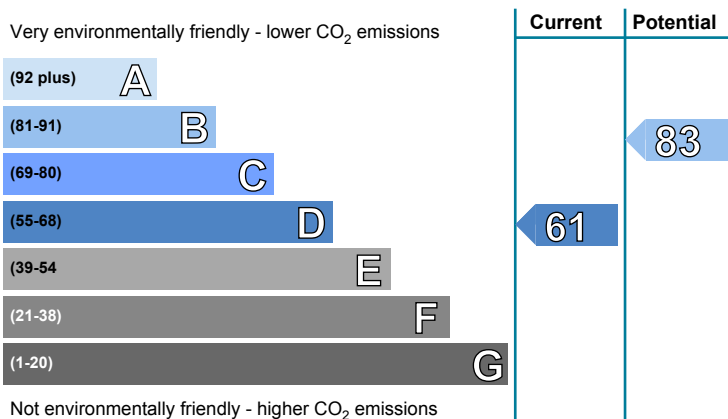 Current Potential
Very environmentally friendly - lower CO2 emissions
(92 plus) A
(81-91) B
83
(69-80) C
(55-68) D
61
(39-54 E
(21-38) F
(1-20) G
Not environmentally friendly - higher CO2 emissions